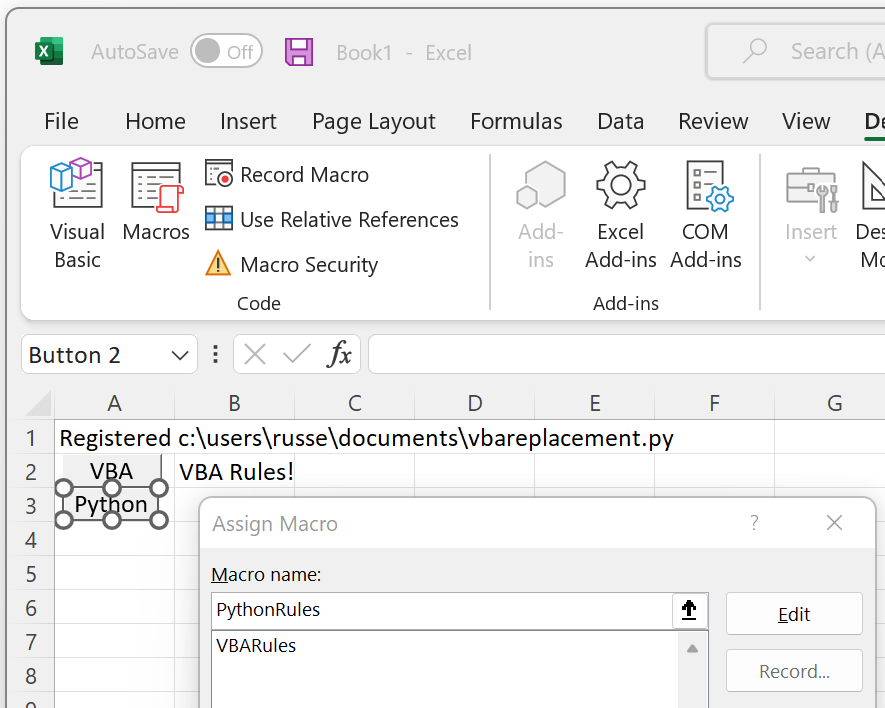 AutoSave Off Book1 - Excel Search (A
File Home Insert Page Layout Formulas Data Review View De
Visual Basic
Macros
Record Macro
Use Relative References
Macro Security
Code
Add-ins
Excel Add-ins
COM Add-ins
Add-ins
Insert
Des
Mo
Button 2 fx
A B C D E F G
1 Registered c:\users\russe\documents\vbareplacement.py
2 VBA VBA Rules!
3 Python
4
5
6
7
8
9
Assign Macro ?
Macro name:
PythonRules
Edit
VBARules
Record...